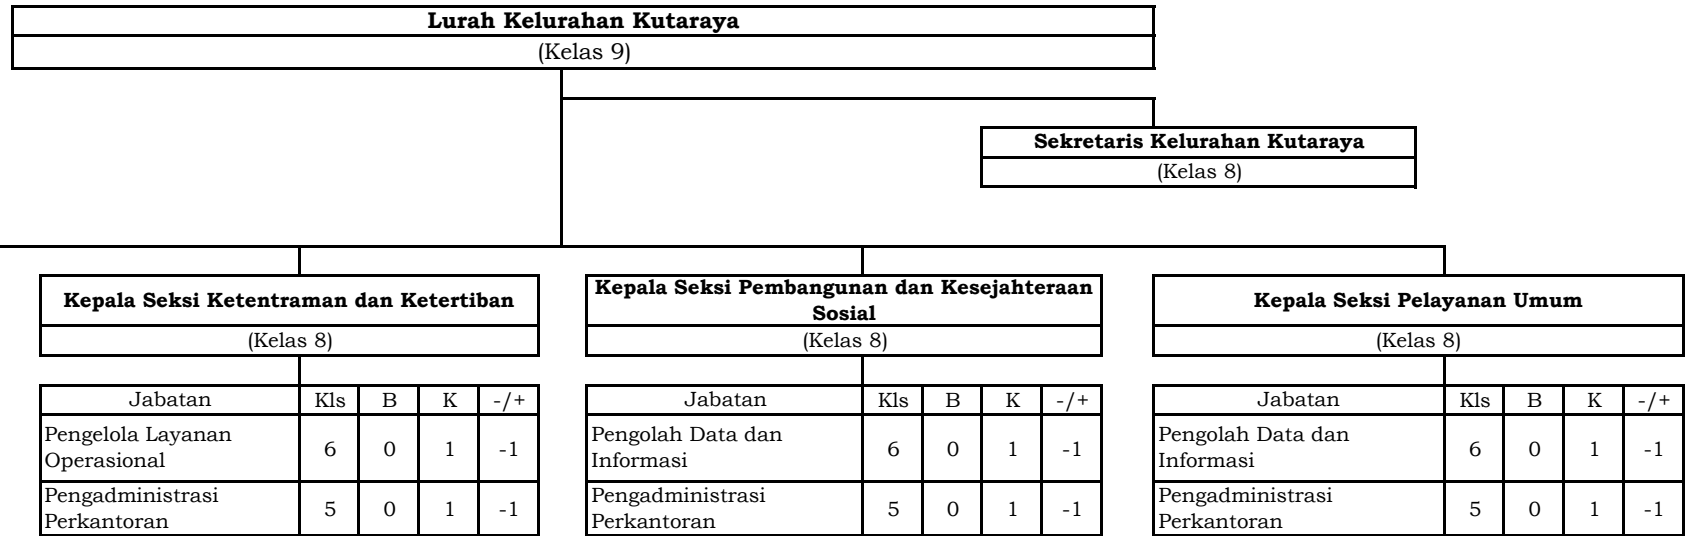 Lurah Kelurahan Kutaraya
(Kelas 9)
Sekretaris Kelurahan Kutaraya
(Kelas 8)
Kepala Seksi Ketentraman dan Ketertiban
(Kelas 8)
Jabatan Kls B K -/+
Pengelola Layanan
Operasional 6 0 1 -1
Pengadministrasi
Perkantoran 5 0 1 -1
Kepala Seksi Pembangunan dan Kesejahteraan
Sosial
(Kelas 8)
Jabatan Kls B K -/+
Pengolah Data dan
Informasi 6 0 1 -1
Pengadministrasi
Perkantoran 5 0 1 -1
Kepala Seksi Pelayanan Umum
(Kelas 8)
Jabatan Kls B K -/+
Pengolah Data dan
Informasi 6 0 1 -1
Pengadministrasi
Perkantoran 5 0 1 -1